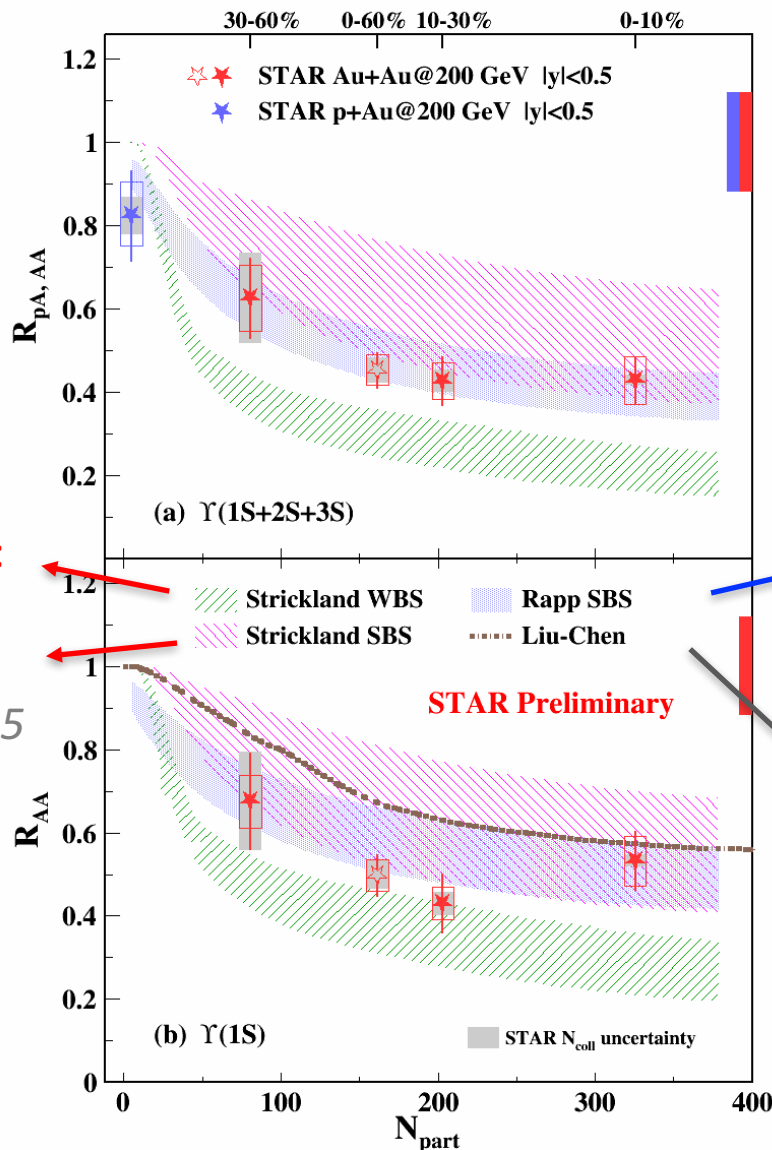 30-60% 0-60% 10-30% 0-10%
STAR Au+Au@200 GeV |y|<0.5
STAR p+Au@200 GeV |y|<0.5
1.2
1
0.8
0.6
0.4
0.2
R_pA, AA
(a) ϒ(1S+2S+3S)
:
Strickland WBS Rapp SBS
Strickland SBS Liu-Chen
STAR Preliminary
5
1.2
1
0.8
0.6
0.4
0.2
0
R_AA
(b) ϒ(1S)
STAR N_coll uncertainty
0 100 200 300 400
N_part